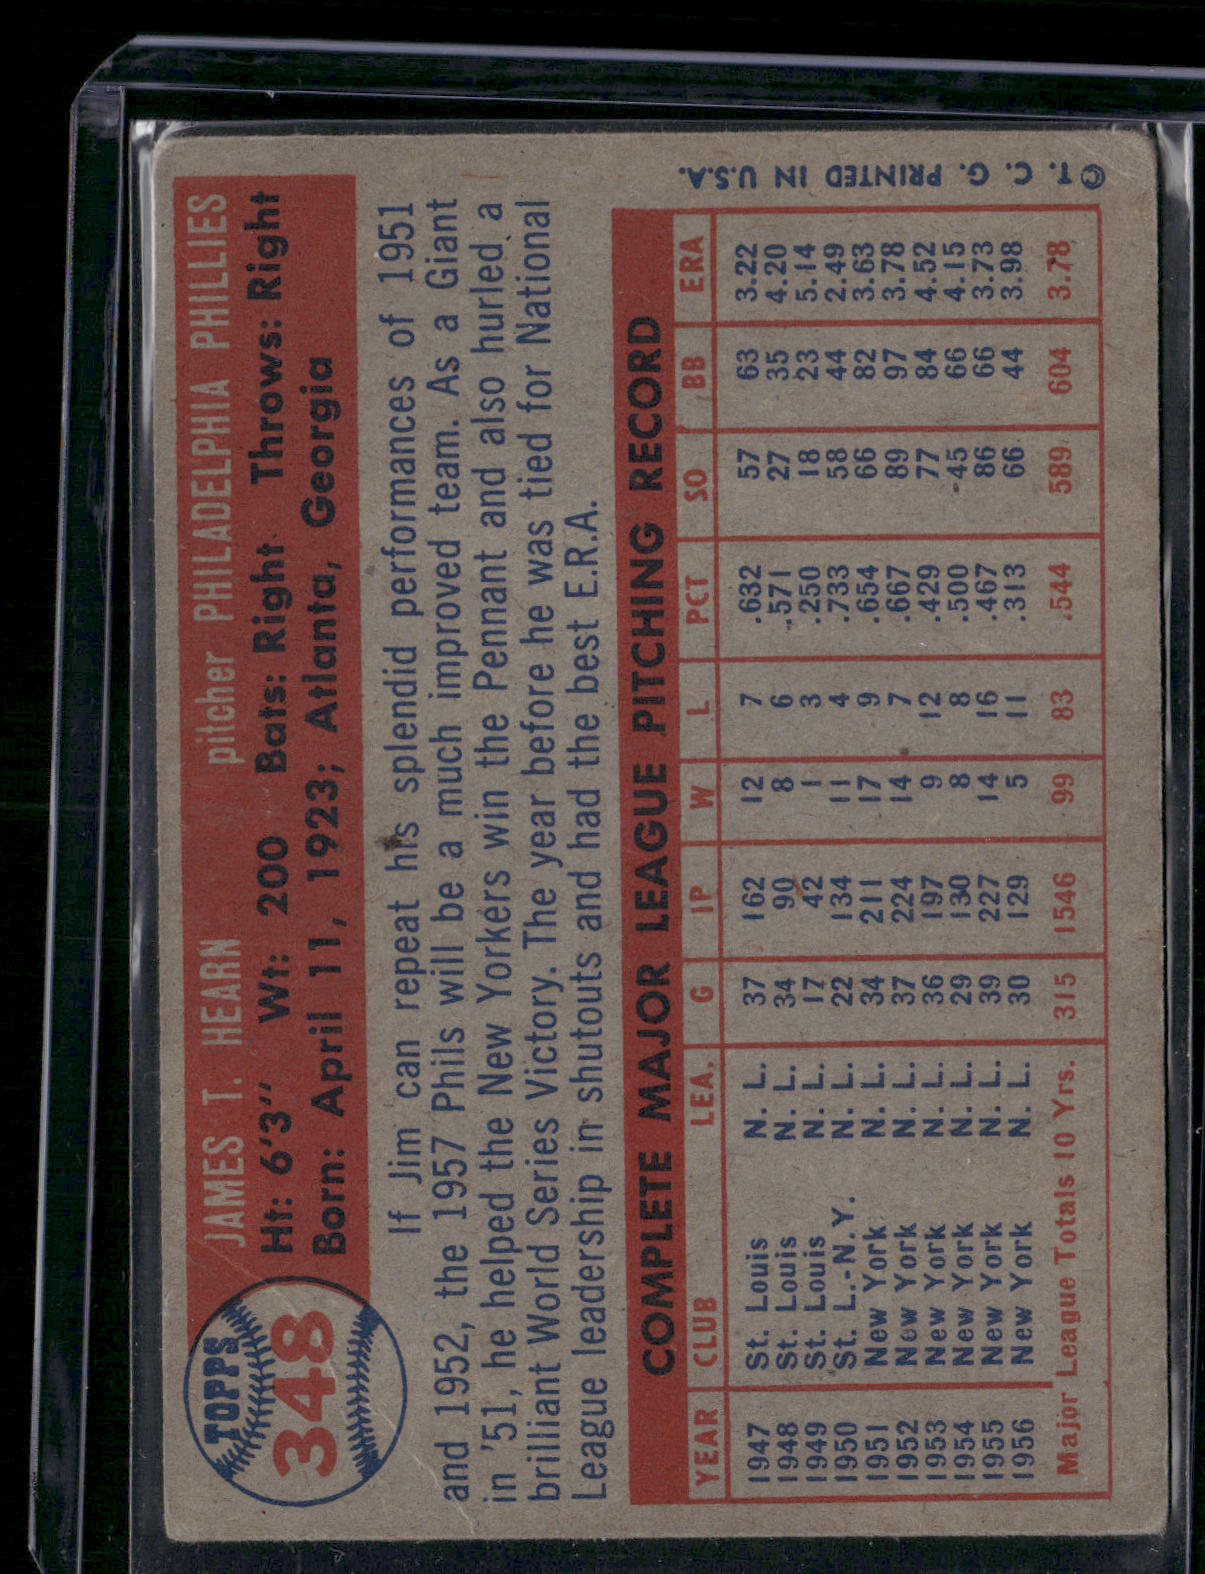 TOPPS
348
JAMES T. HEARN pitcher PHILADELPHIA PHILLIES
Ht: 6'3" Wt: 200 Bats: Right Throws: Right
Born: April 11, 1923; Atlanta, Georgia
If Jim can repeat his splendid performances of 1951
and 1952, the 1957 Phils will be a much improved team. As a Giant
in '51, he helped the New Yorkers win the Pennant and also hurled a
brilliant World Series Victory. The year before he was tied for National
League leadership in shutouts and had the best E.R.A.
COMPLETE MAJOR LEAGUE PITCHING RECORD
YEAR CLUB LEA. G IP W L PCT SO BB ERA
1947 St. Louis N. L. 37 162 12 7 .632 57 63 3.22
1948 St. Louis N. L. 34 90 8 6 .571 27 35 4.20
1949 St. Louis N. L. 17 42 1 3 .250 18 23 5.14
1950 St. L.-N.Y. N. L. 22 134 11 4 .733 58 44 2.49
1951 New York N. L. 34 211 17 9 .654 66 82 3.63
1952 New York N. L. 37 224 14 7 .667 89 97 3.78
1953 New York N. L. 36 197 9 12 .429 77 84 4.52
1954 New York N. L. 29 130 8 8 .500 45 66 4.15
1955 New York N. L. 39 227 14 16 .467 86 66 3.73
1956 New York N. L. 30 129 5 11 .313 66 44 3.98
Major League Totals 10 Yrs. 315 1546 99 83 .544 589 604 3.78
© T. C. G. PRINTED IN U.S.A.